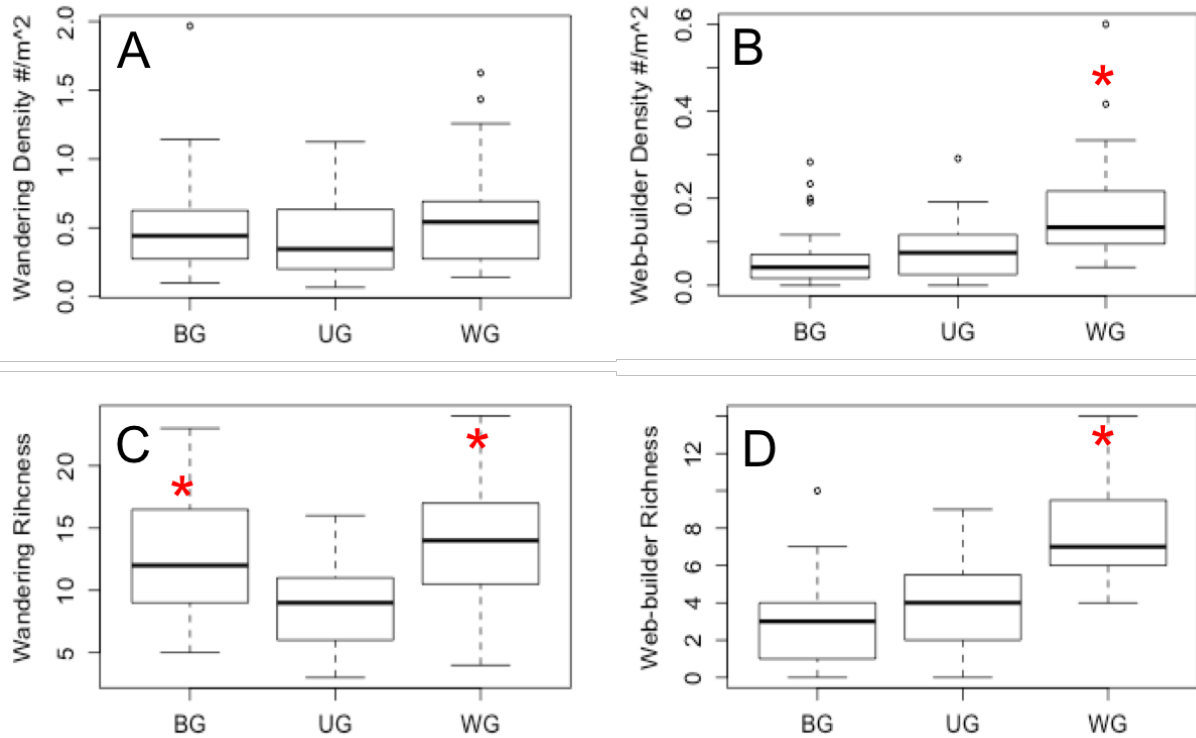 A
Wandering Density #/m^2
2.0
1.5
1.0
0.5
0.0
BG UG WG
B
Web-builder Density #/m^2
0.6
*
0.4
0.2
0.0
BG UG WG
C
Wandering Rihcness
*
*
20
15
10
5
BG UG WG
D
Web-builder Richness
*
12
8
6
4
2
0
BG UG WG